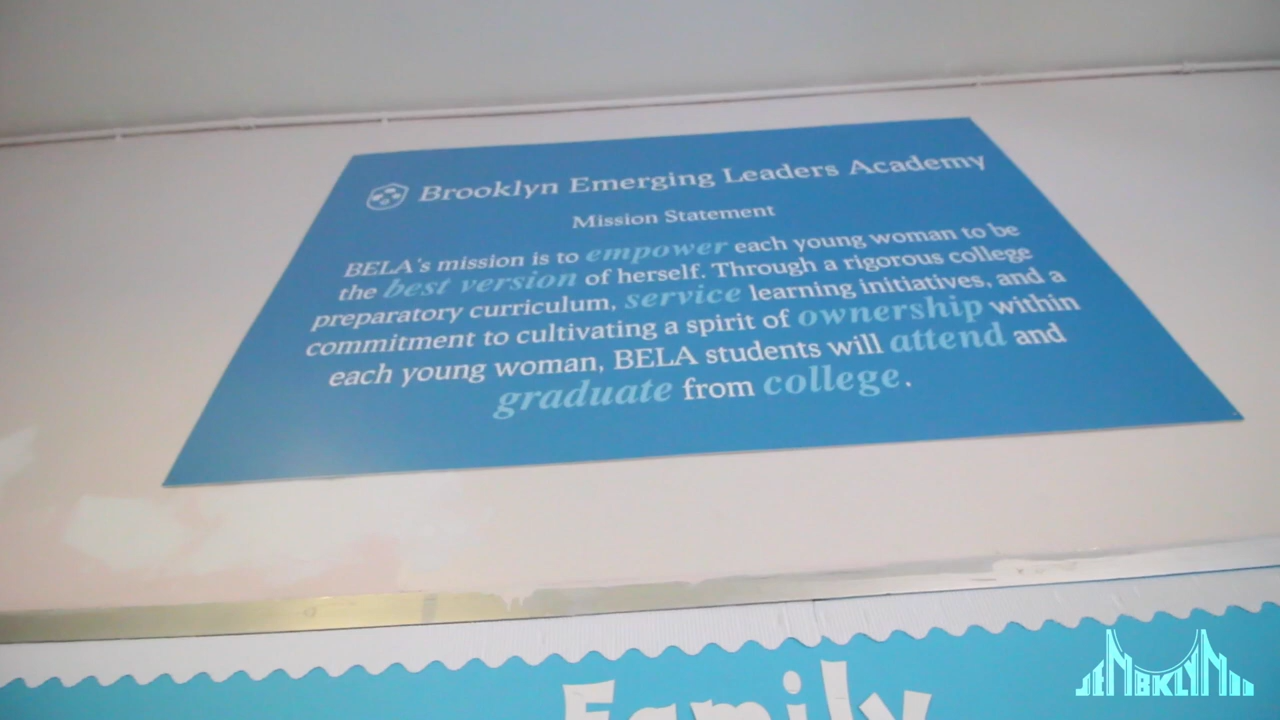 Brooklyn Emerging Leaders Academy
Mission Statement
BELA's mission is to empower each young woman to be
the best version of herself. Through a rigorous college
preparatory curriculum, service learning initiatives, and a
commitment to cultivating a spirit of ownership within
each young woman, BELA students will attend and
graduate from college.
Family